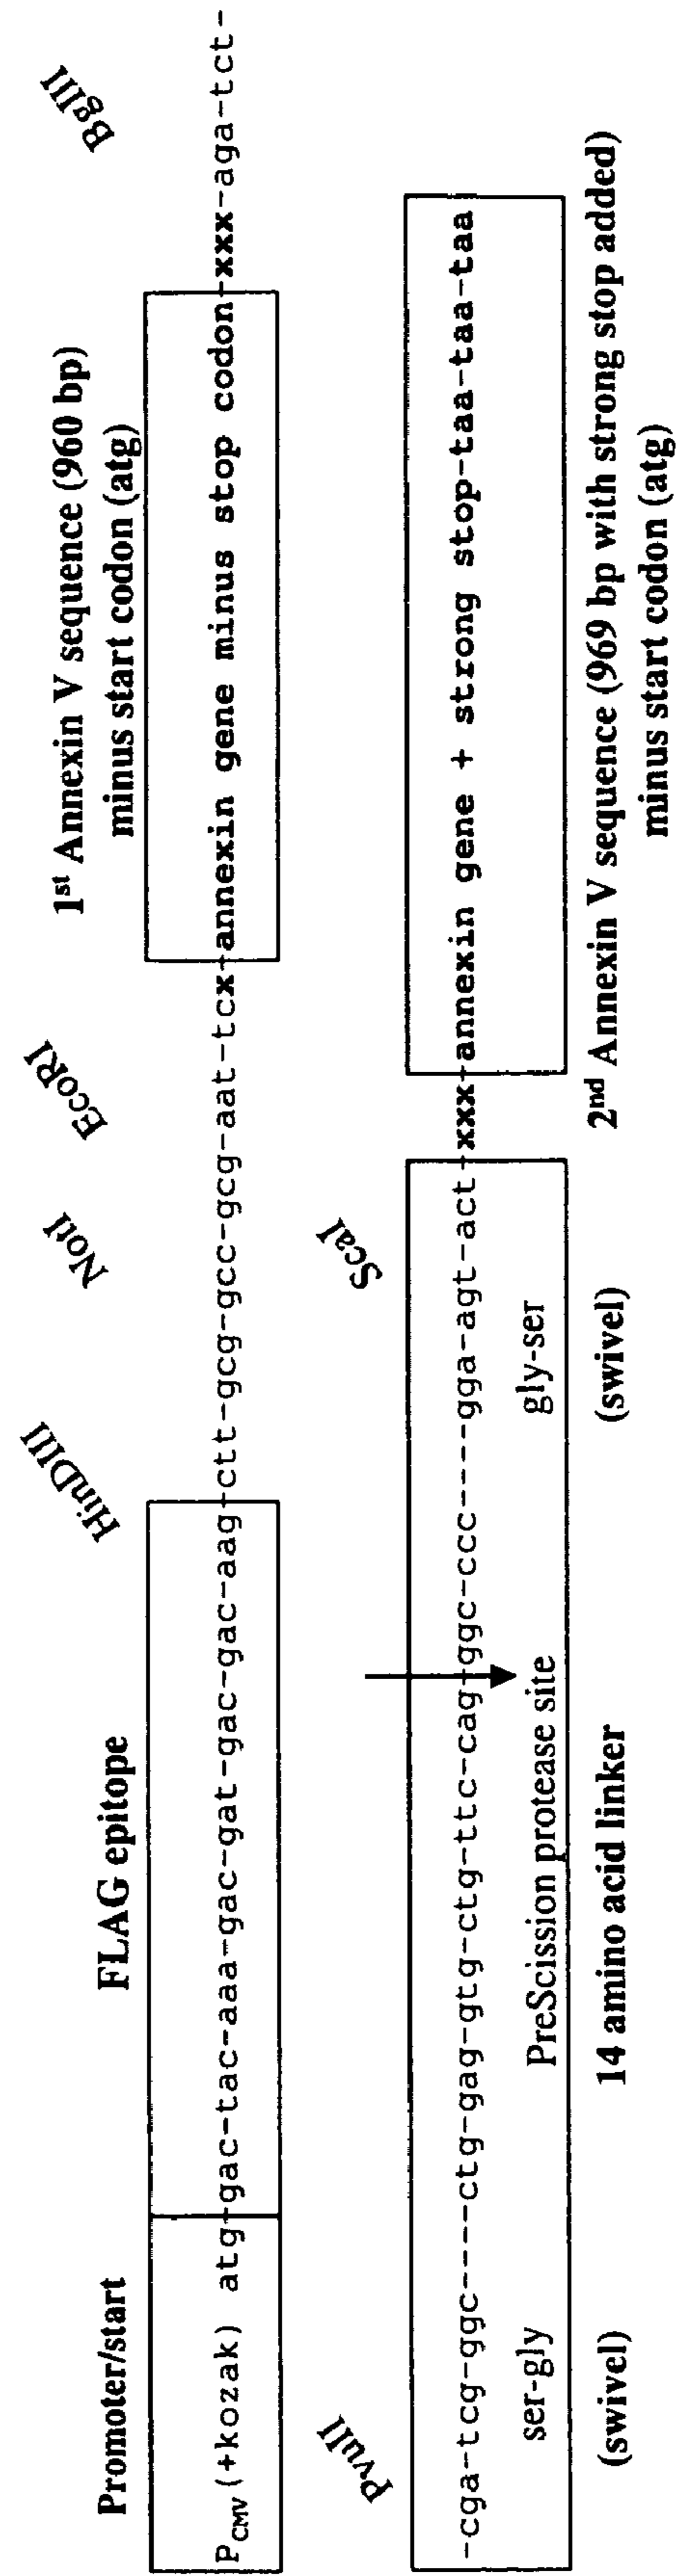 Promoter/start FLAG epitope HinDIII NotI EcoRI 1st Annexin V sequence (960 bp)
minus start codon (atg) BglII
PCMV(+kozak) atg-gac-tac-aaa-gac-gat-gac-gac-aag-ctt-gcg-gcc-gcg-aat-tcx-annexin gene minus stop codon-xxx-aga-tct-
PvuII ScaI
-cga-tcg-ggc----ctg-gag-gtg-ctg-ttc-cag-ggc-ccc----gga-agt-act-xxx-annexin gene + strong stop-taa-taa-taa
ser-gly PreScission protease site gly-ser
(swivel) 14 amino acid linker (swivel) 2nd Annexin V sequence (969 bp with strong stop added)
minus start codon (atg)